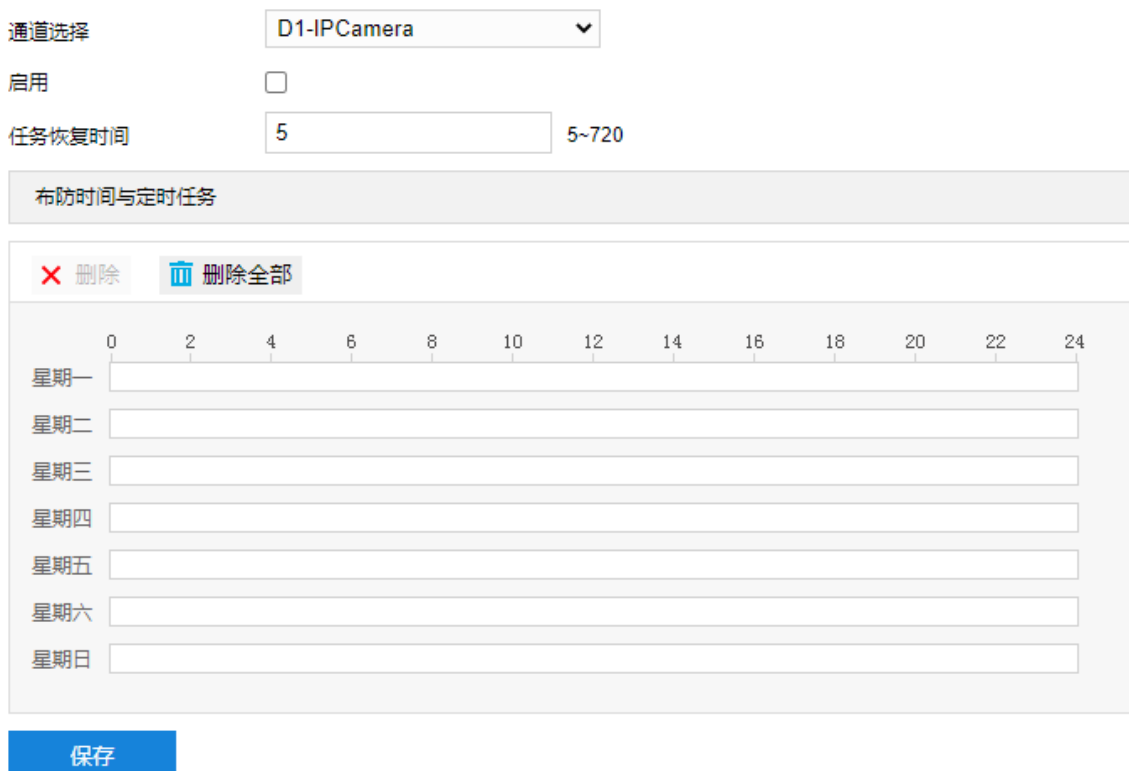 通道选择 D1-IPCamera
启用
任务恢复时间 5 5~720
布防时间与定时任务
删除 删除全部
0 2 4 6 8 10 12 14 16 18 20 22 24
星期一
星期二
星期三
星期四
星期五
星期六
星期日
保存